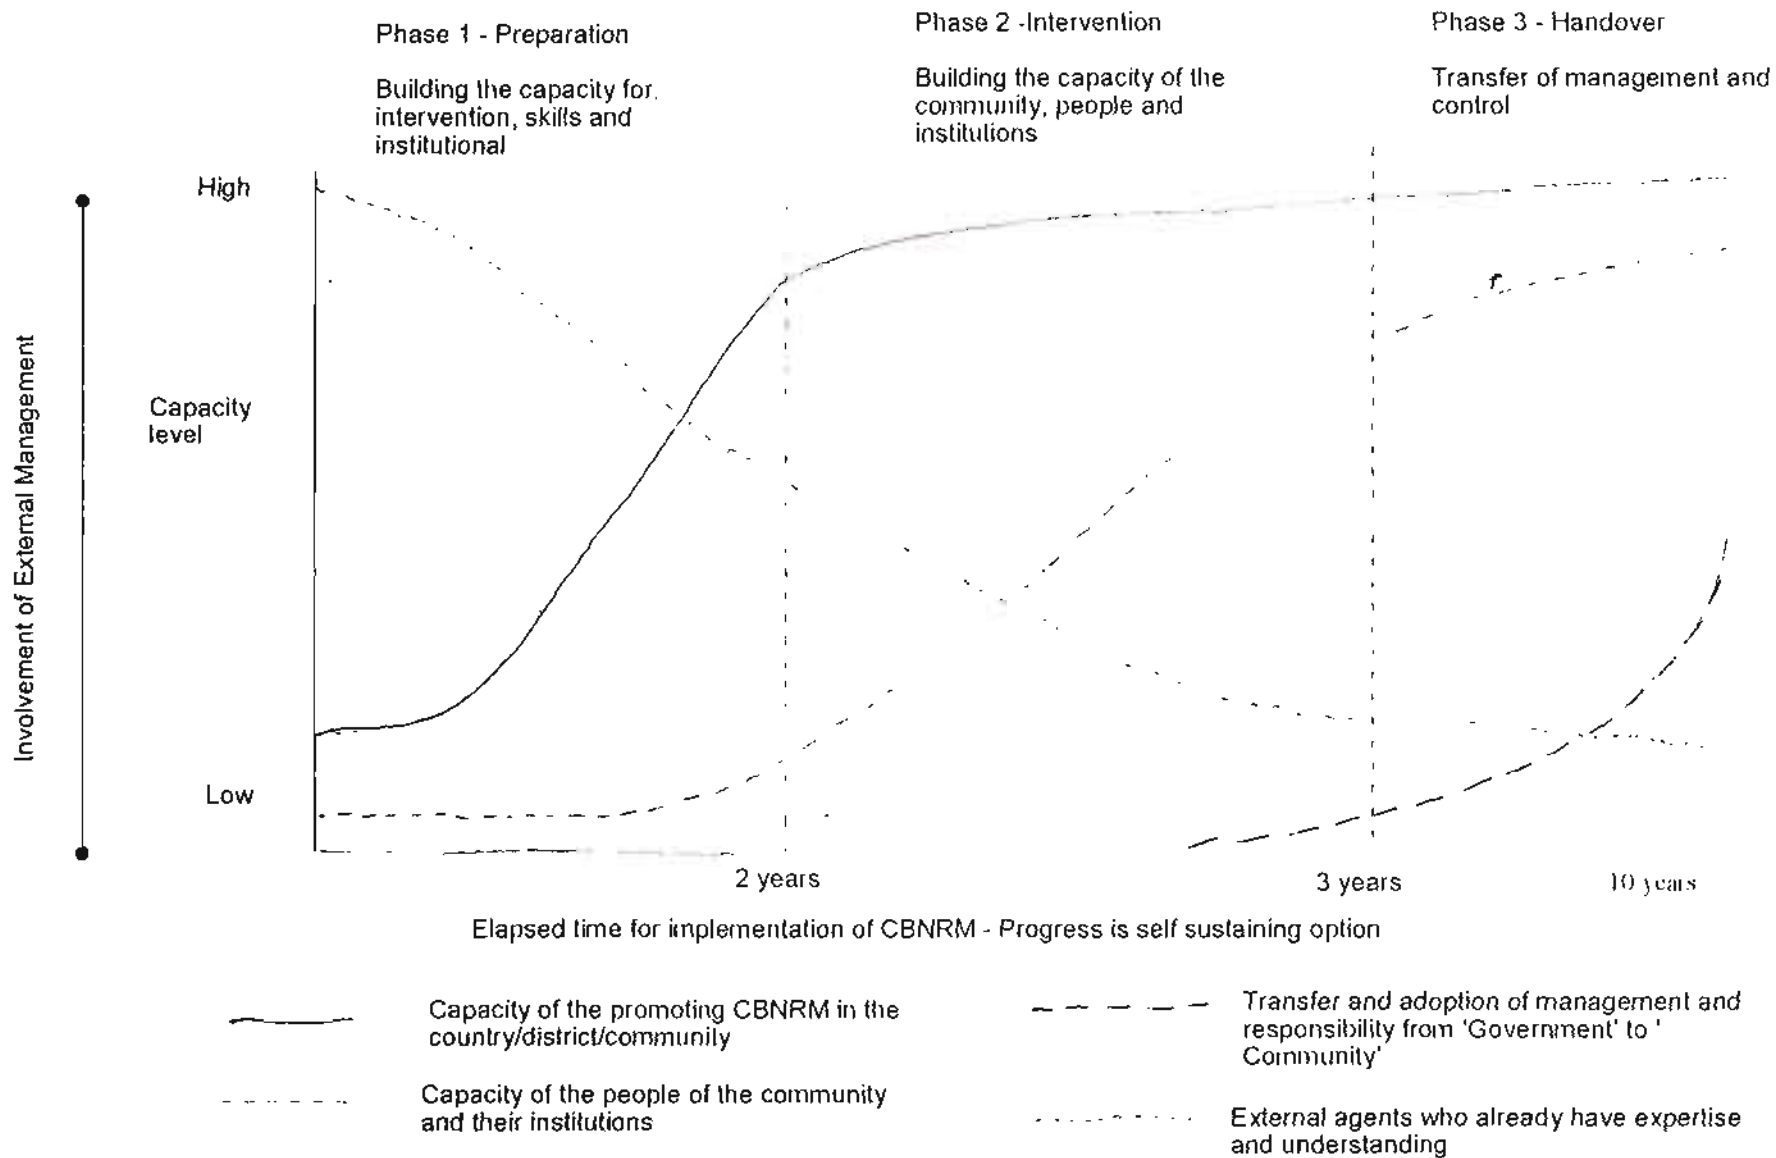 Phase 1 - Preparation
Building the capacity for.
intervention, skills and
institutional
Phase 2 -Intervention
Building the capacity of the
community, people and
institutions
Phase 3 - Handover
Transfer of management and
control
High
Capacity
level
Low
Involvement of External Management
2 years
3 years
10 years
Elapsed time for implementation of CBNRM - Progress is self sustaining option
Capacity of the promoting CBNRM in the
country/district/community
Capacity of the people of the community
and their institutions
Transfer and adoption of management and
responsibility from 'Government' to '
Community'
External agents who already have expertise
and understanding